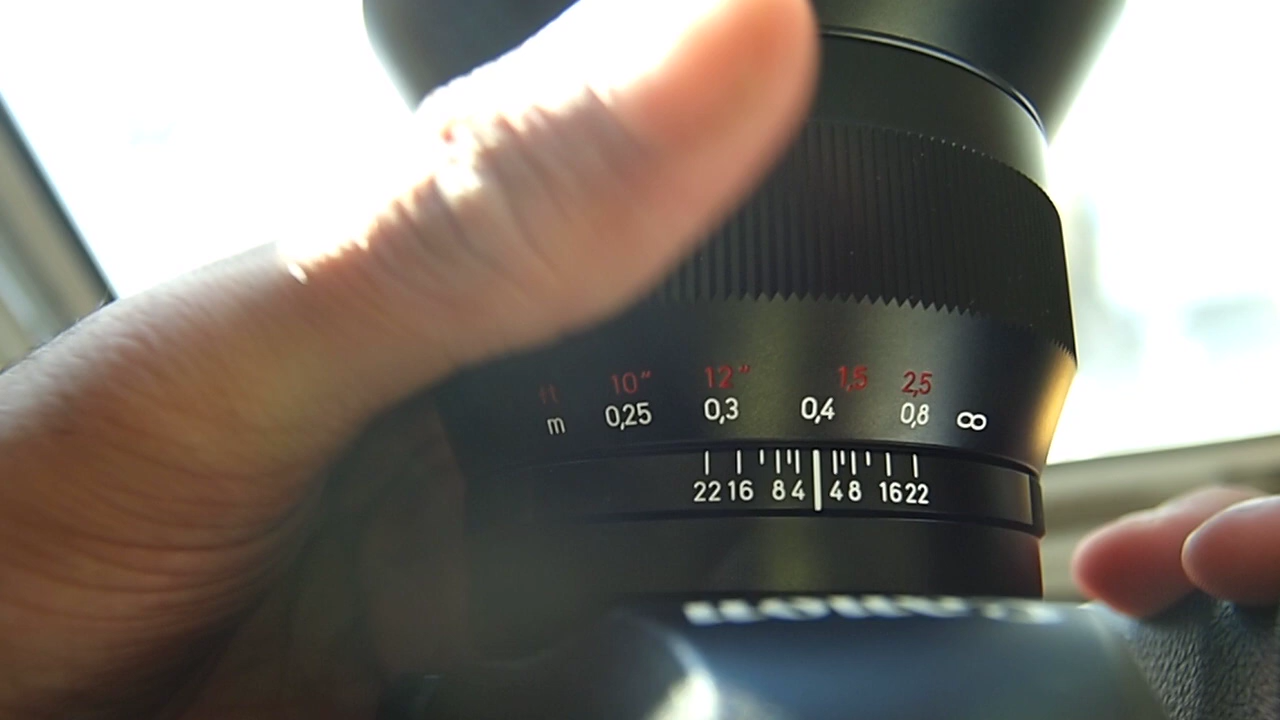 ft 10" 12" 1,5 2,5
m 0,25 0,3 0,4 0,8 ∞
22 16 8 4 4 8 16 22